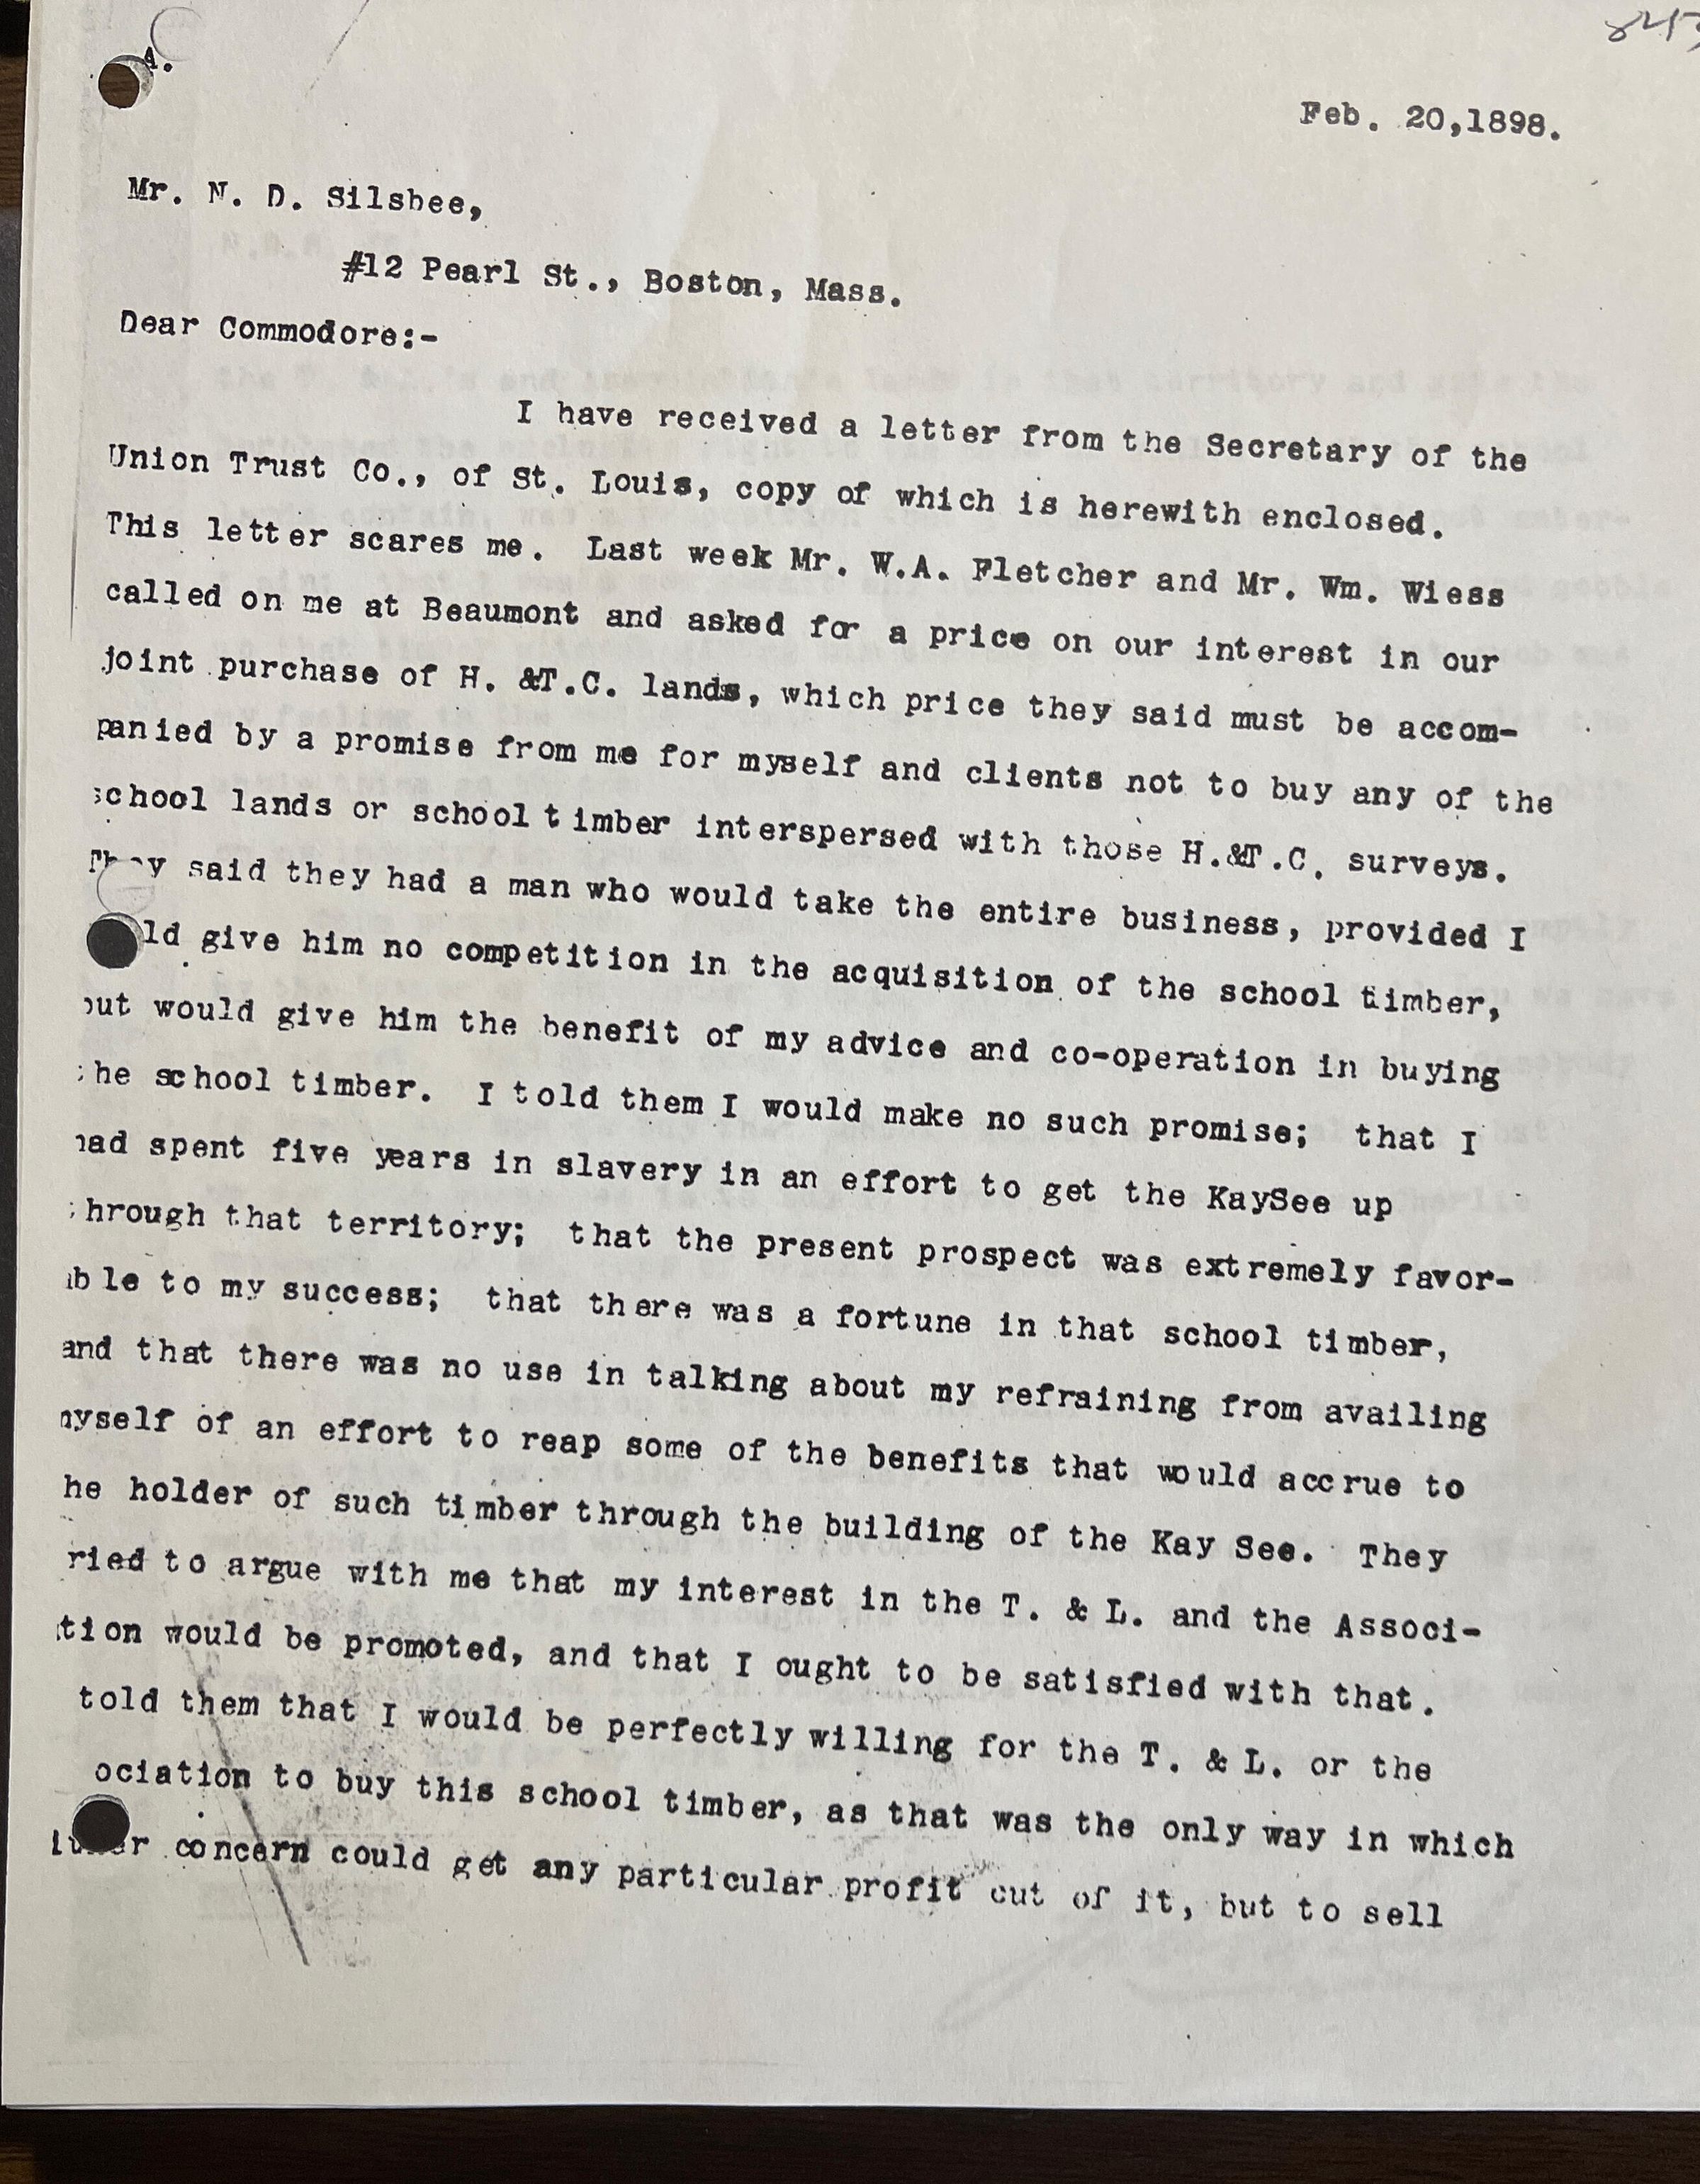 A.
Feb. 20,1898.
Mr. N. D. Silsbee,
#12 Pearl St., Boston, Mass.
Dear Commodore:-
I have received a letter from the Secretary of the
Union Trust Co., of St. Louis, copy of which is herewith enclosed.
This letter scares me. Last week Mr. W.A. Fletcher and Mr. Wm. Wiess
called on me at Beaumont and asked for a price on our interest in our
joint purchase of H. &T.C. lands, which price they said must be accom-
panied by a promise from me for myself and clients not to buy any of the
school lands or school timber interspersed with those H.&T.C. surveys.
They said they had a man who would take the entire business, provided I
ld give him no competition in the acquisition of the school timber,
but would give him the benefit of my advice and co-operation in buying
the school timber. I told them I would make no such promise; that I
had spent five years in slavery in an effort to get the KaySee up
through that territory; that the present prospect was extremely favor-
able to my success; that there was a fortune in that school timber,
and that there was no use in talking about my refraining from availing
myself of an effort to reap some of the benefits that would accrue to
he holder of such timber through the building of the Kay See. They
ried to argue with me that my interest in the T. & L. and the Associ-
ation would be promoted, and that I ought to be satisfied with that.
told them that I would be perfectly willing for the T. & L. or the
ociation to buy this school timber, as that was the only way in which
concern could get any particular profit out of it, but to sell